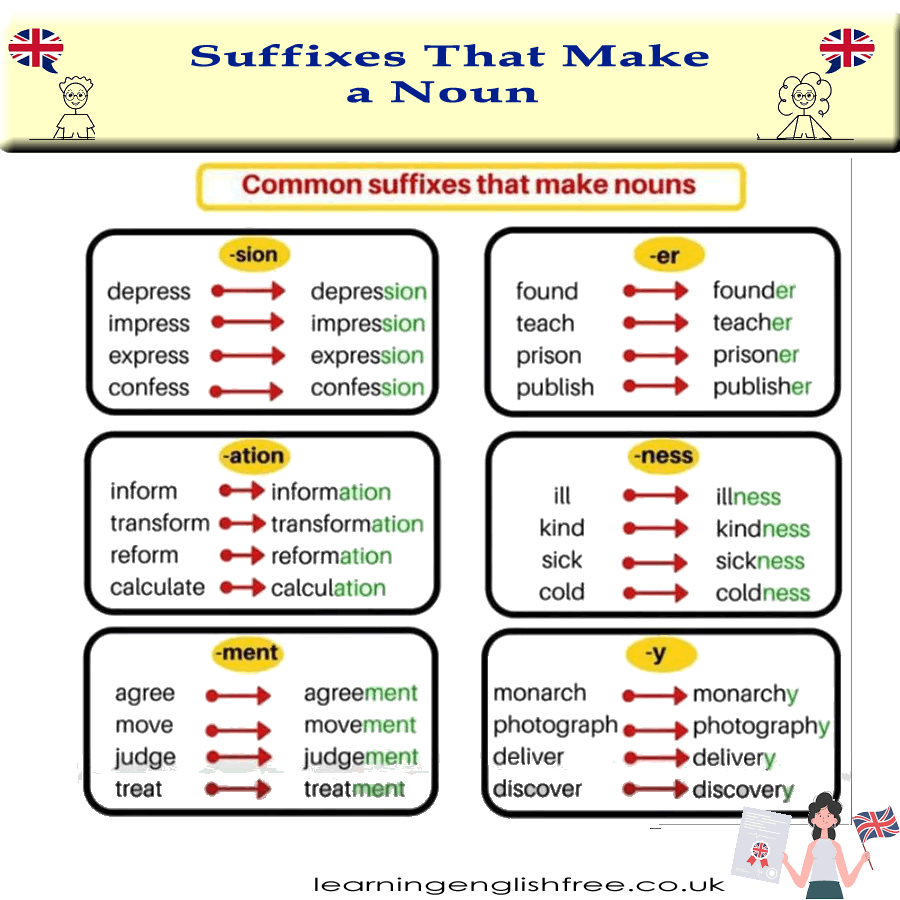 Suffixes That Make
a Noun
Common suffixes that make nouns
-sion
depress depression
impress impression
express expression
confess confession
-er
found founder
teach teacher
prison prisoner
publish publisher
-ation
inform information
transform transformation
reform reformation
calculate calculation
-ness
ill illness
kind kindness
sick sickness
cold coldness
-ment
agree agreement
move movement
judge judgement
treat treatment
-y
monarch monarchy
photograph photography
deliver delivery
discover discovery
learningenglishfree.co.uk